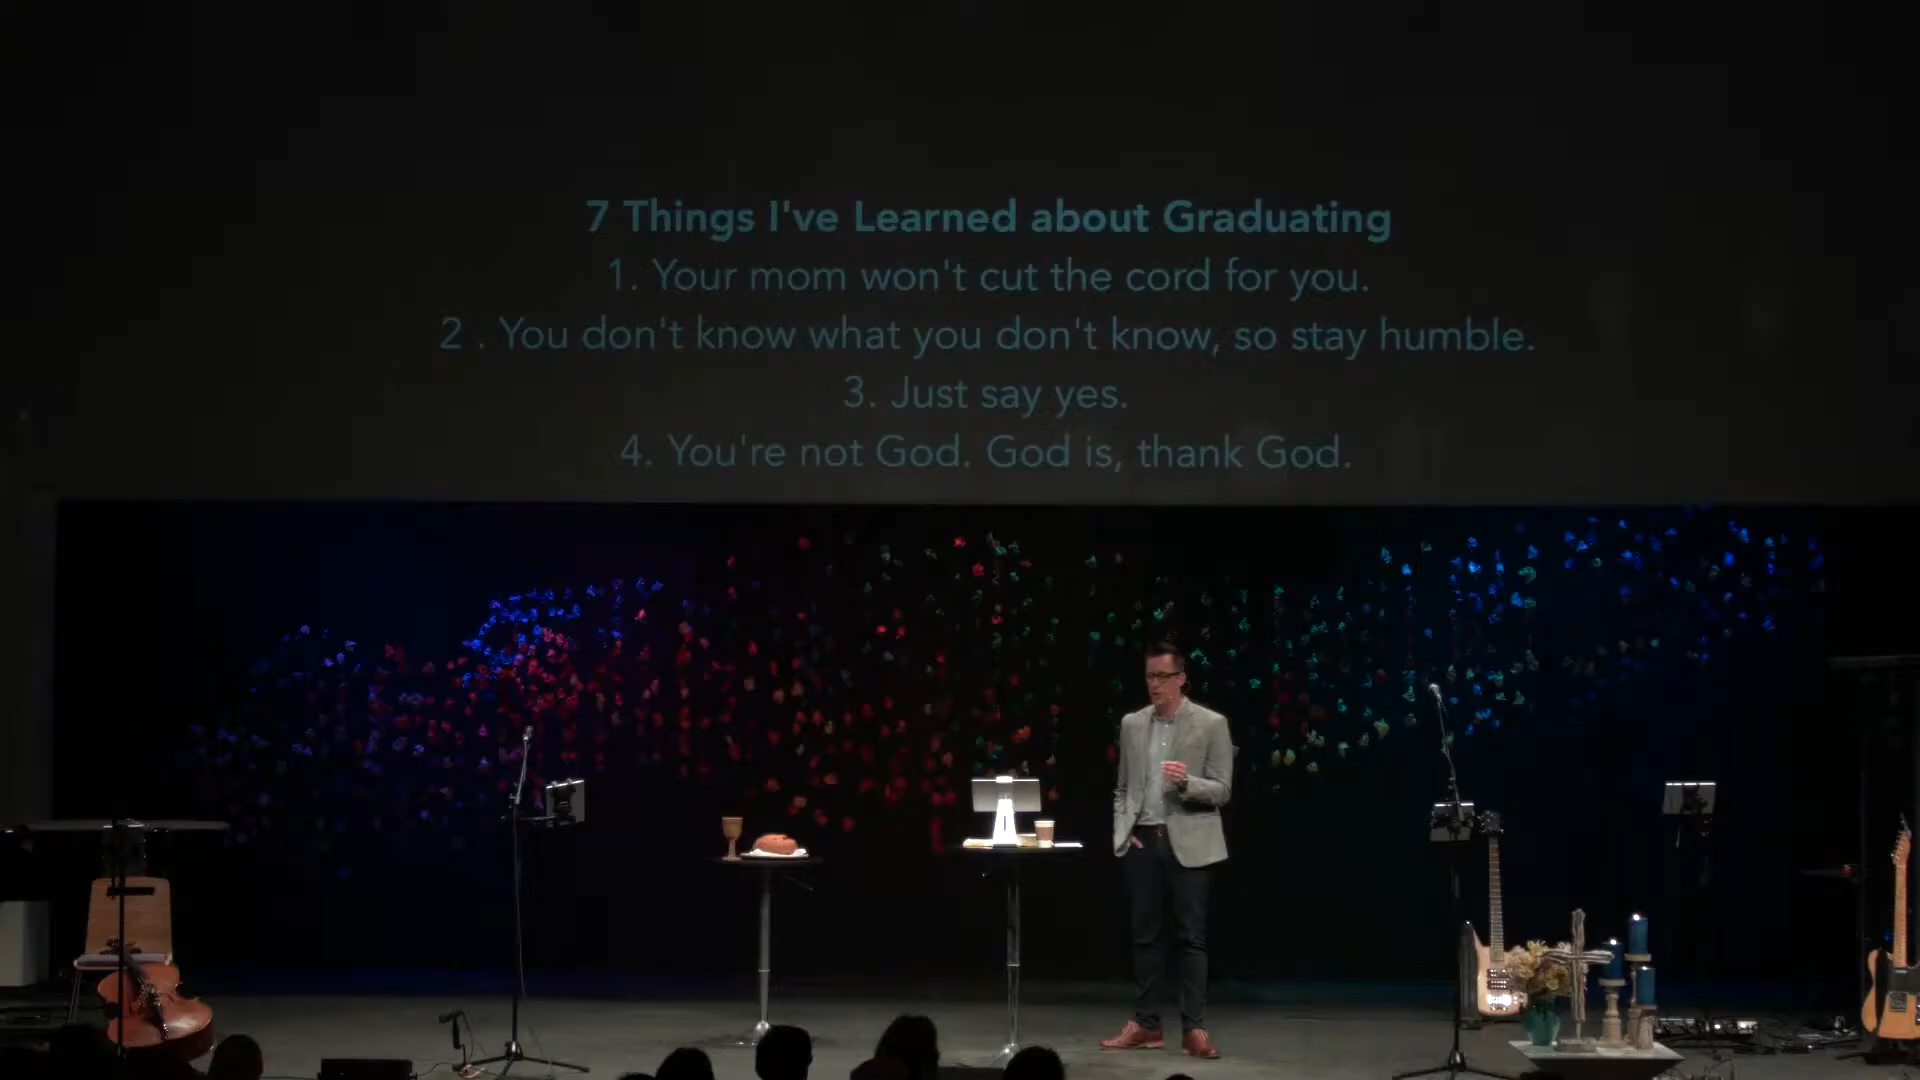 7 Things I've Learned about Graduating
1. Your mom won't cut the cord for you.
2 . You don't know what you don't know, so stay humble.
3. Just say yes.
4. You're not God. God is, thank God.